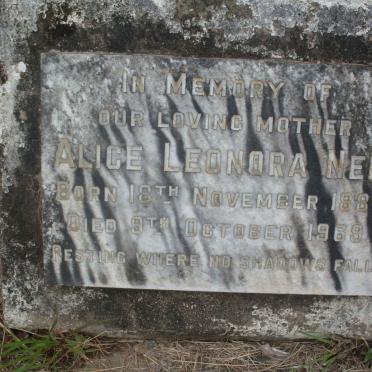 IN MEMORY OF
OUR LOVING MOTHER
ALICE LEONORA
BORN 18TH NOVEMBER
DIED 9TH OCTOBER 1968
RESTING WHERE NO SHADOWS FALL